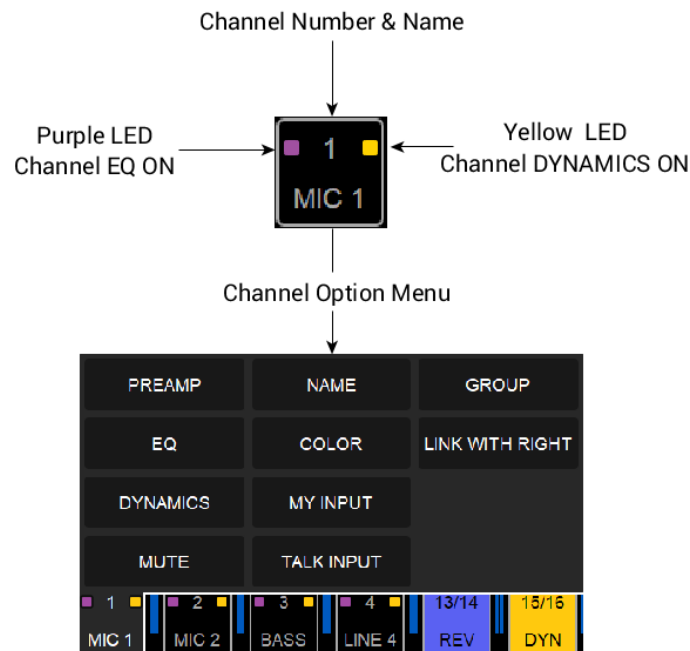 Channel Number & Name
Purple LED
Channel EQ ON
1
MIC 1
Yellow LED
Channel DYNAMICS ON
Channel Option Menu
PREAMP NAME GROUP
EQ COLOR LINK WITH RIGHT
DYNAMICS MY INPUT
MUTE TALK INPUT
1 2 3 4 13/14 15/16
MIC 1 MIC 2 BASS LINE 4 REV DYN